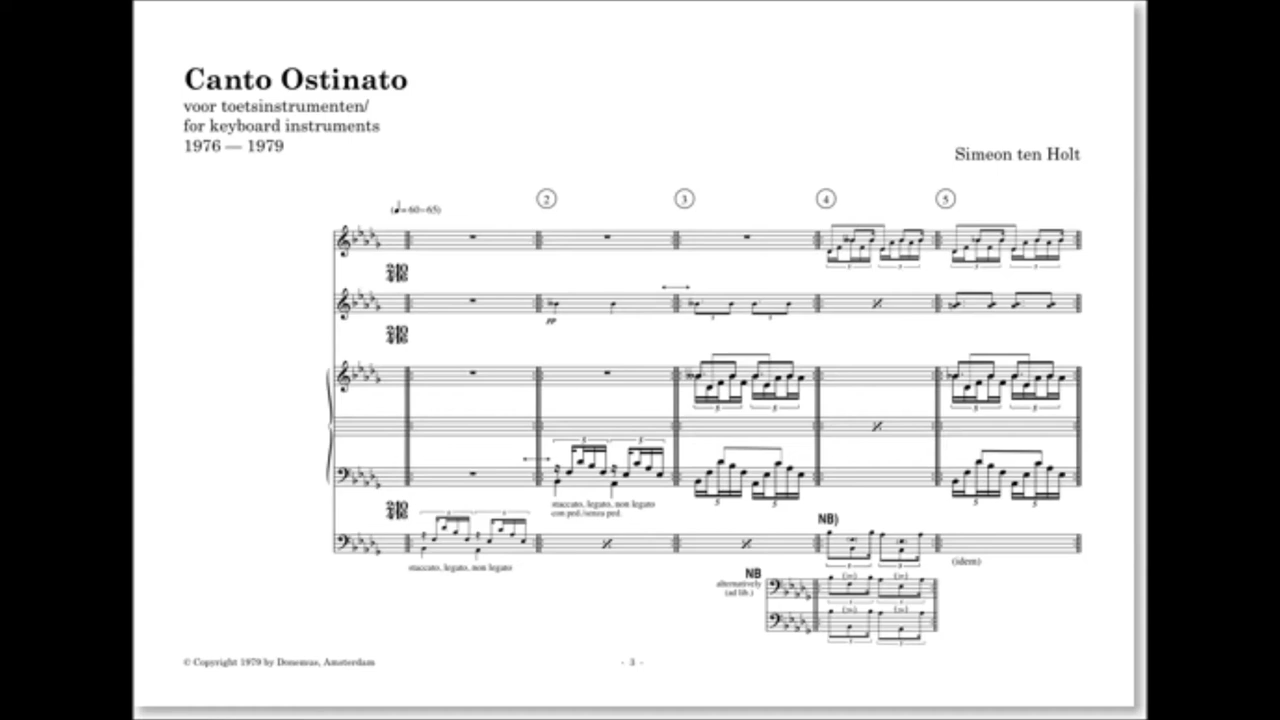 Canto Ostinato
voor toetsinstrumenten/
for keyboard instruments
1976 — 1979
Simeon ten Holt
2
3
4
5
(♩=60-65)
pp
staccato, legato, non legato
con ped./senza ped.
NB)
staccato, legato, non legato
(idem)
NB
alternatively
(ad lib.)
© Copyright 1979 by Donemus, Amsterdam
- 3 -